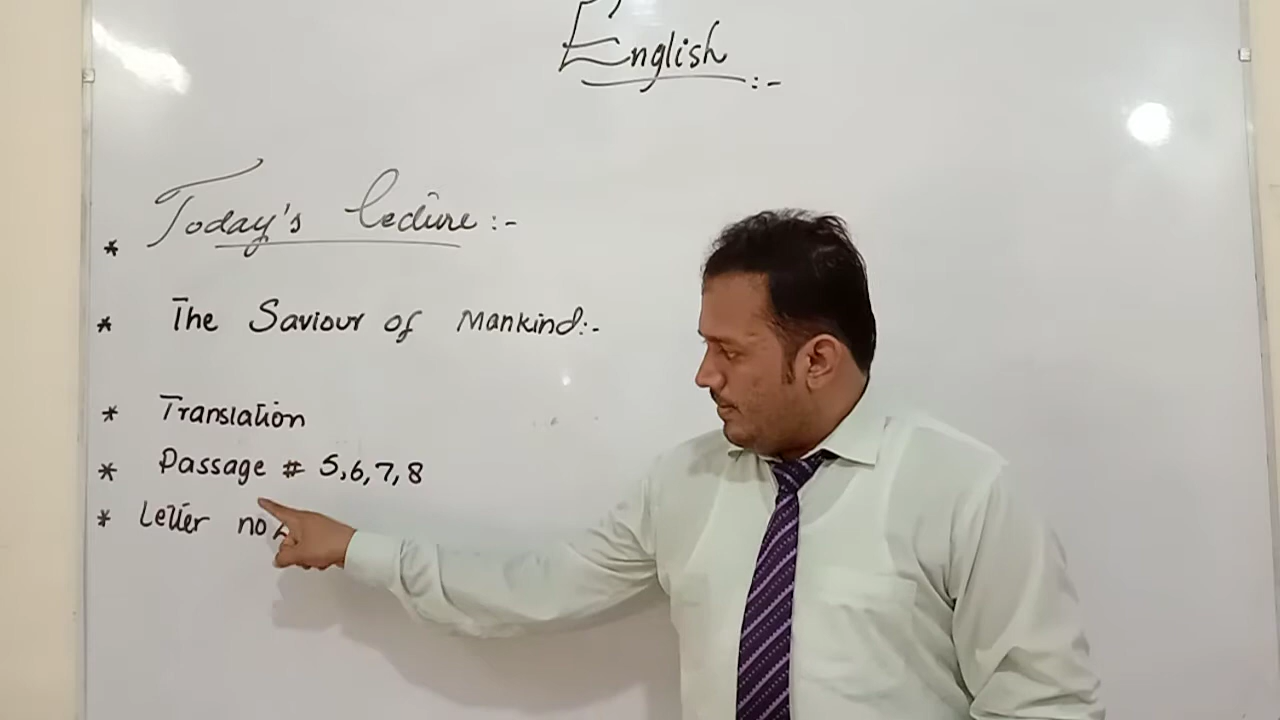 English :-
* Today's lecture :-
* The Saviour of Mankind:-
* Translation
* Passage # 5,6,7,8
* Letter no